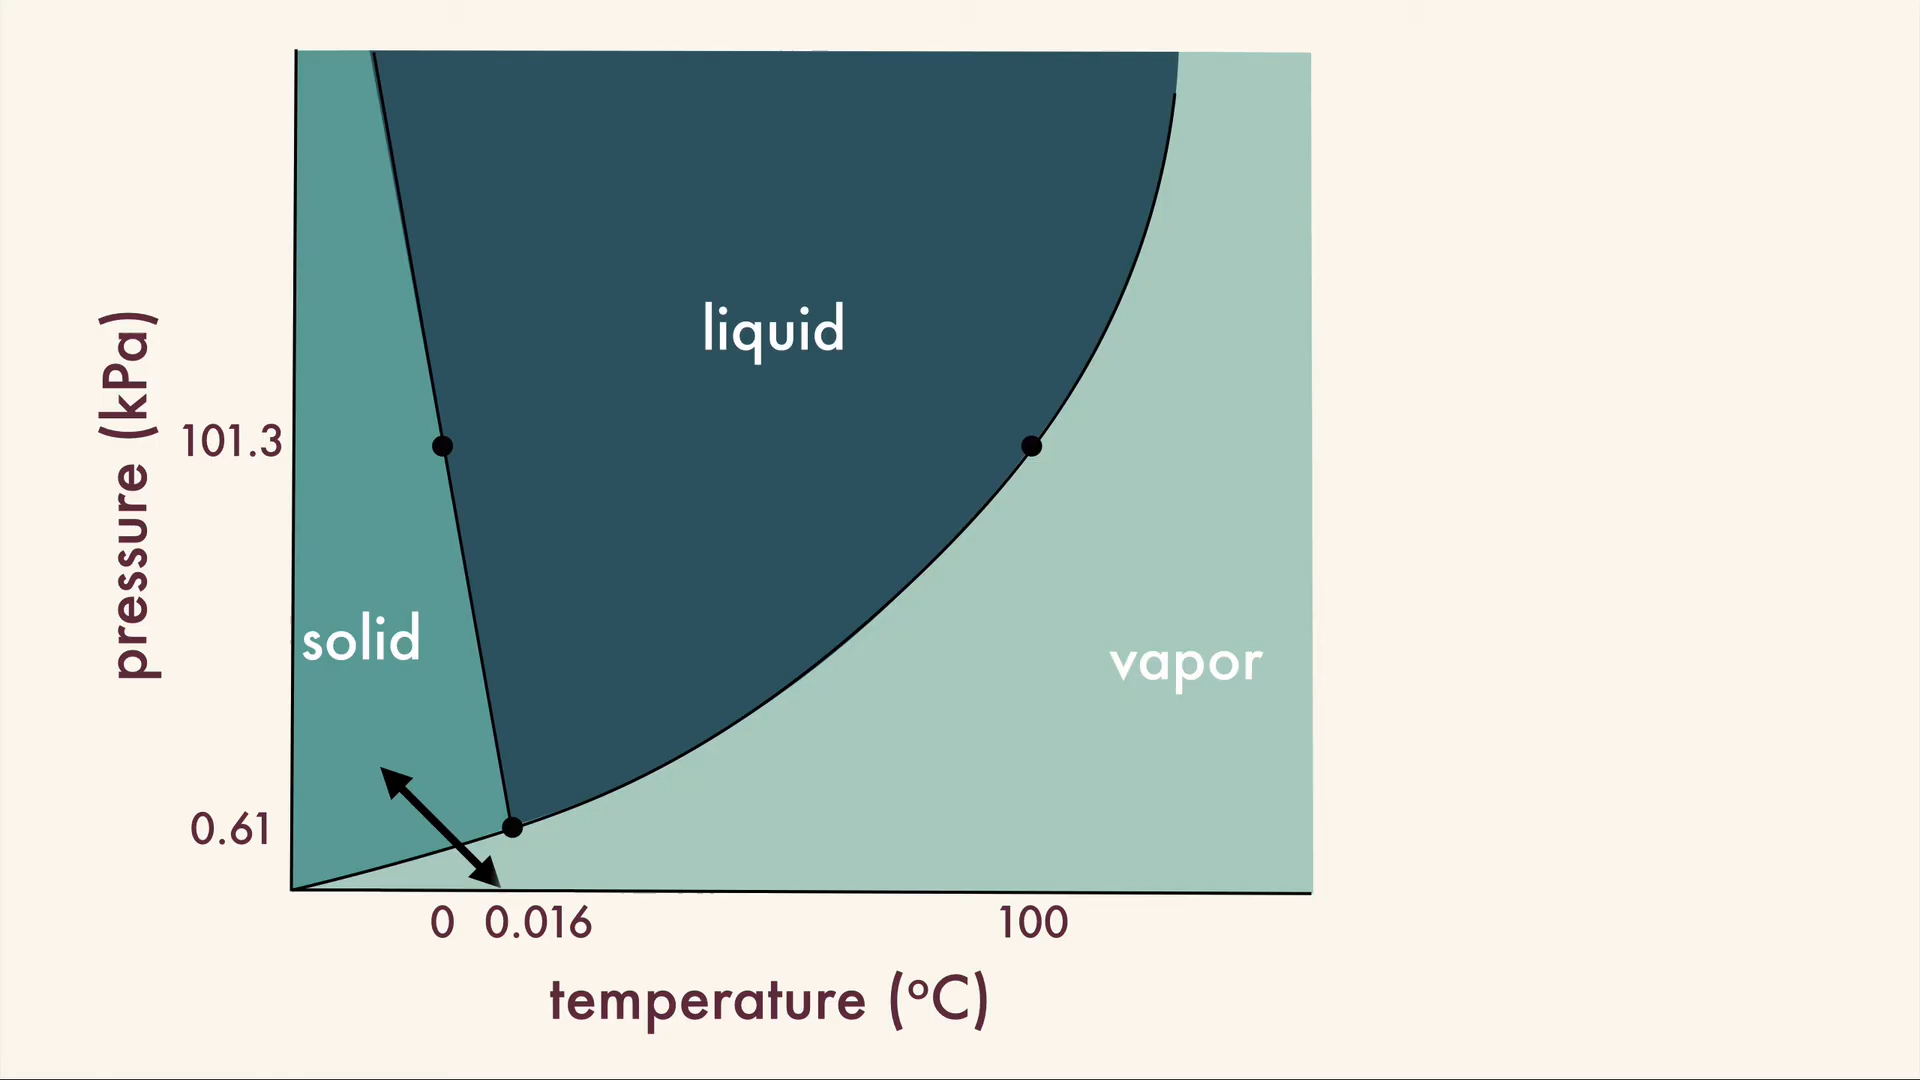 liquid
pressure (kPa)
101.3
solid
vapor
0.61
0 0.016 100
temperature (°C)